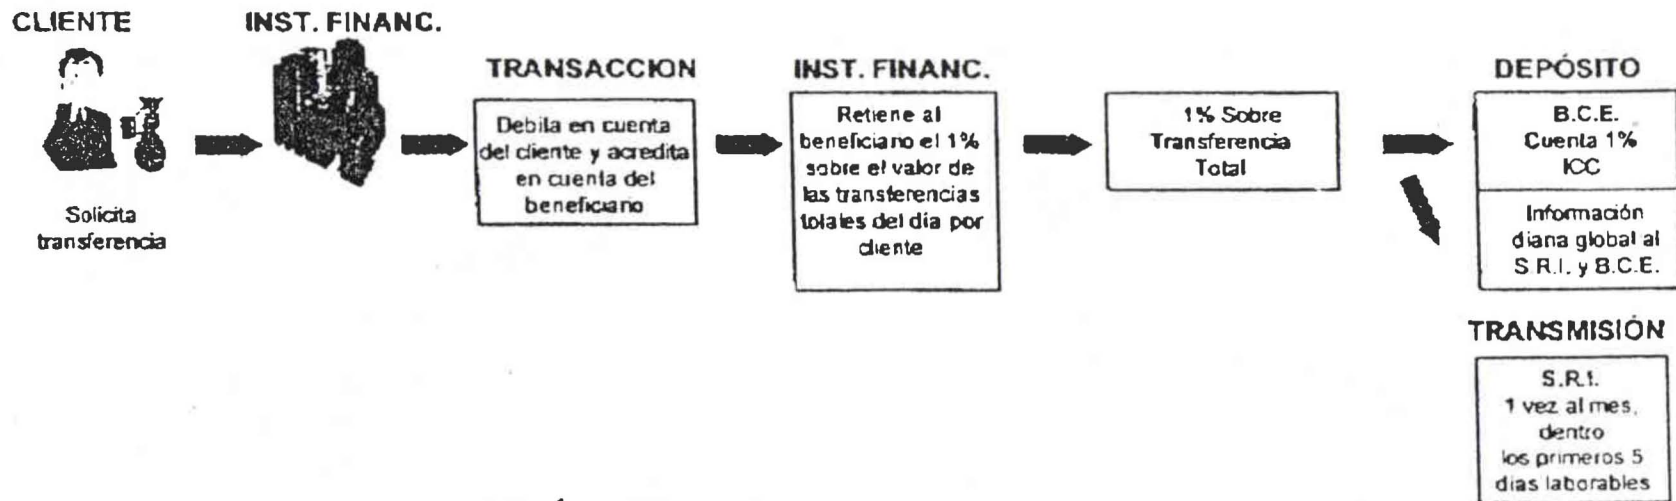 CLIENTE
Solicita
transferencia
INST. FINANC.
TRANSACCION
Debita en cuenta
del cliente y acredita
en cuenta del
beneficiario
INST. FINANC.
Retiene al
beneficiario el 1%
sobre el valor de
las transferencias
totales del día por
cliente
1% Sobre
Transferencia
Total
DEPÓSITO
B.C.E.
Cuenta 1%
ICC
Información
diaria global al
S.R.I. y B.C.E.
TRANSMISIÓN
S.R.I.
1 vez al mes,
dentro
los primeros 5
días laborables